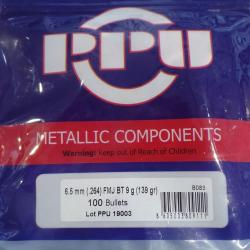 PPU
METALLIC COMPONENTS
Warning: Keep out of Reach of Children
6.5 mm (.264) FMJ BT 9 g (139 gr)
B083
100 Bullets
Lot PPU 19003